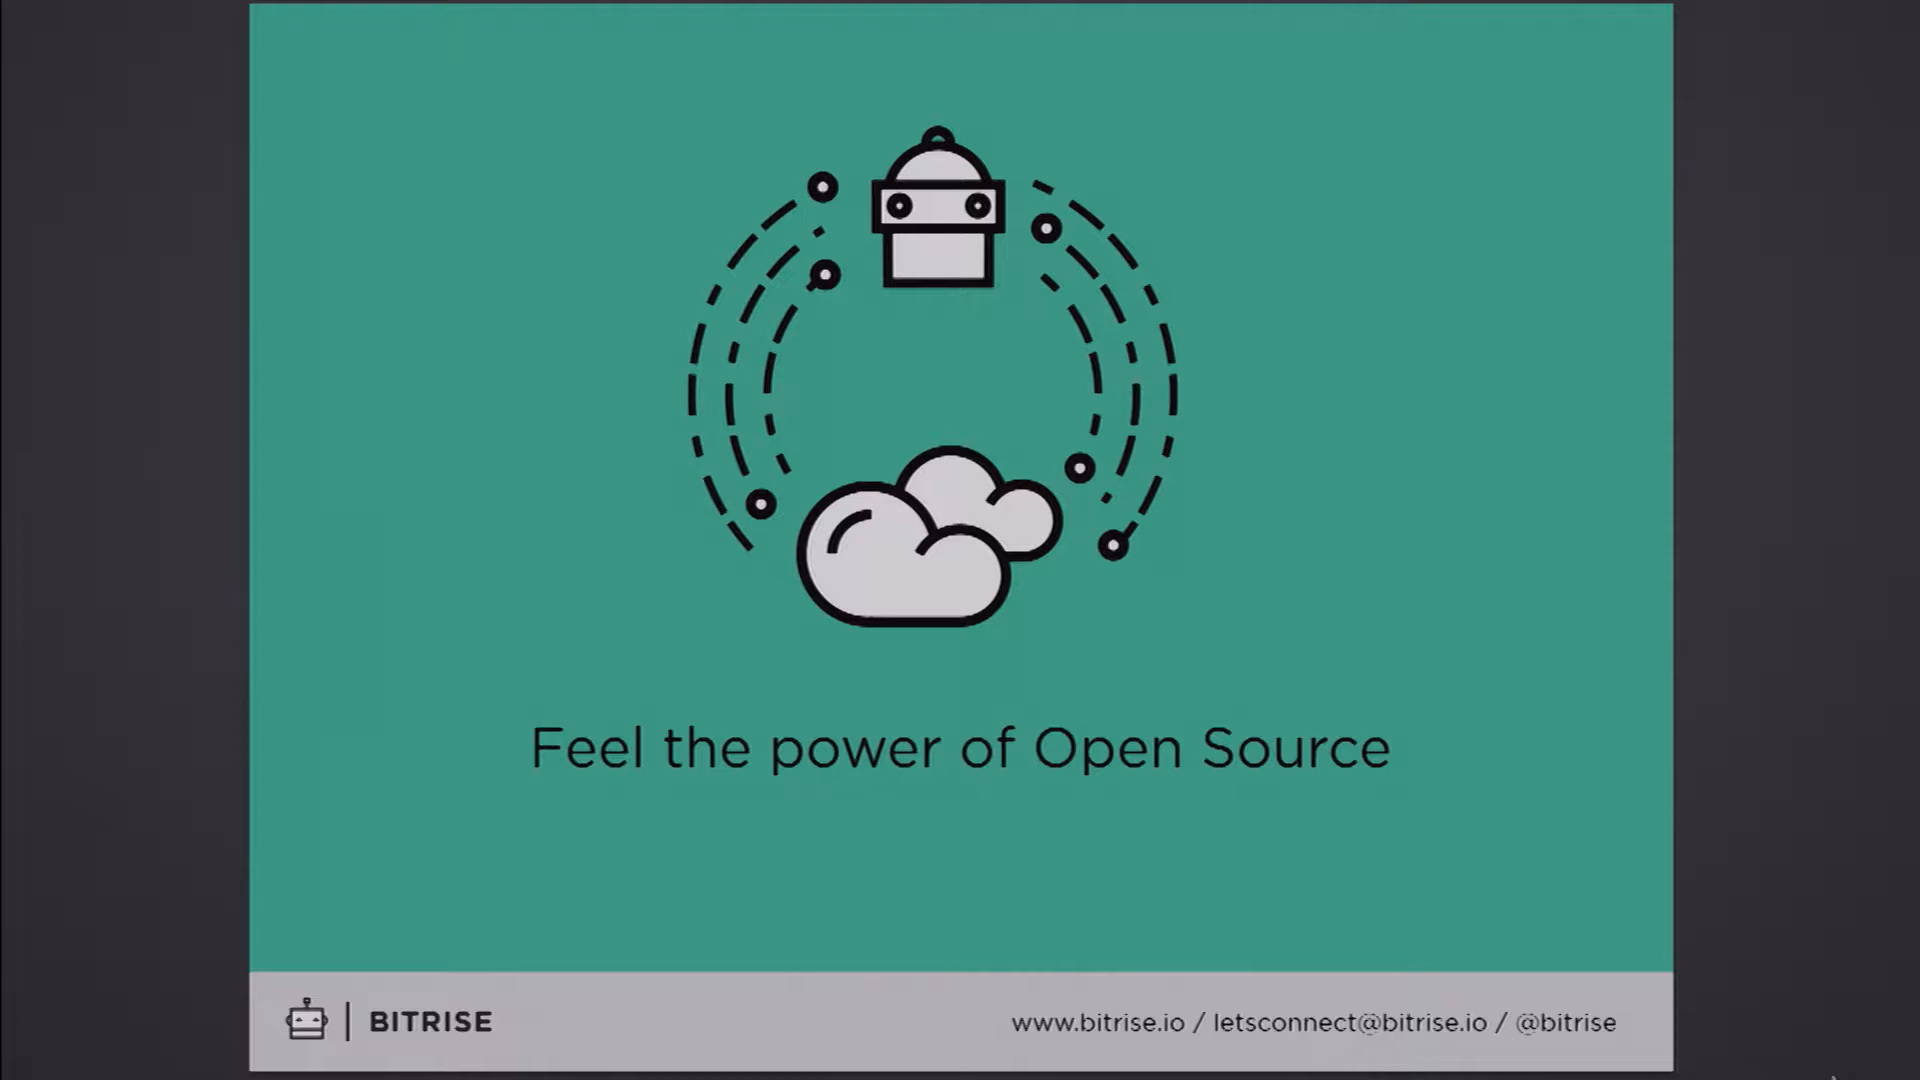 Feel the power of Open Source
BITRISE
www.bitrise.io / letsconnect@bitrise.io / @bitrise